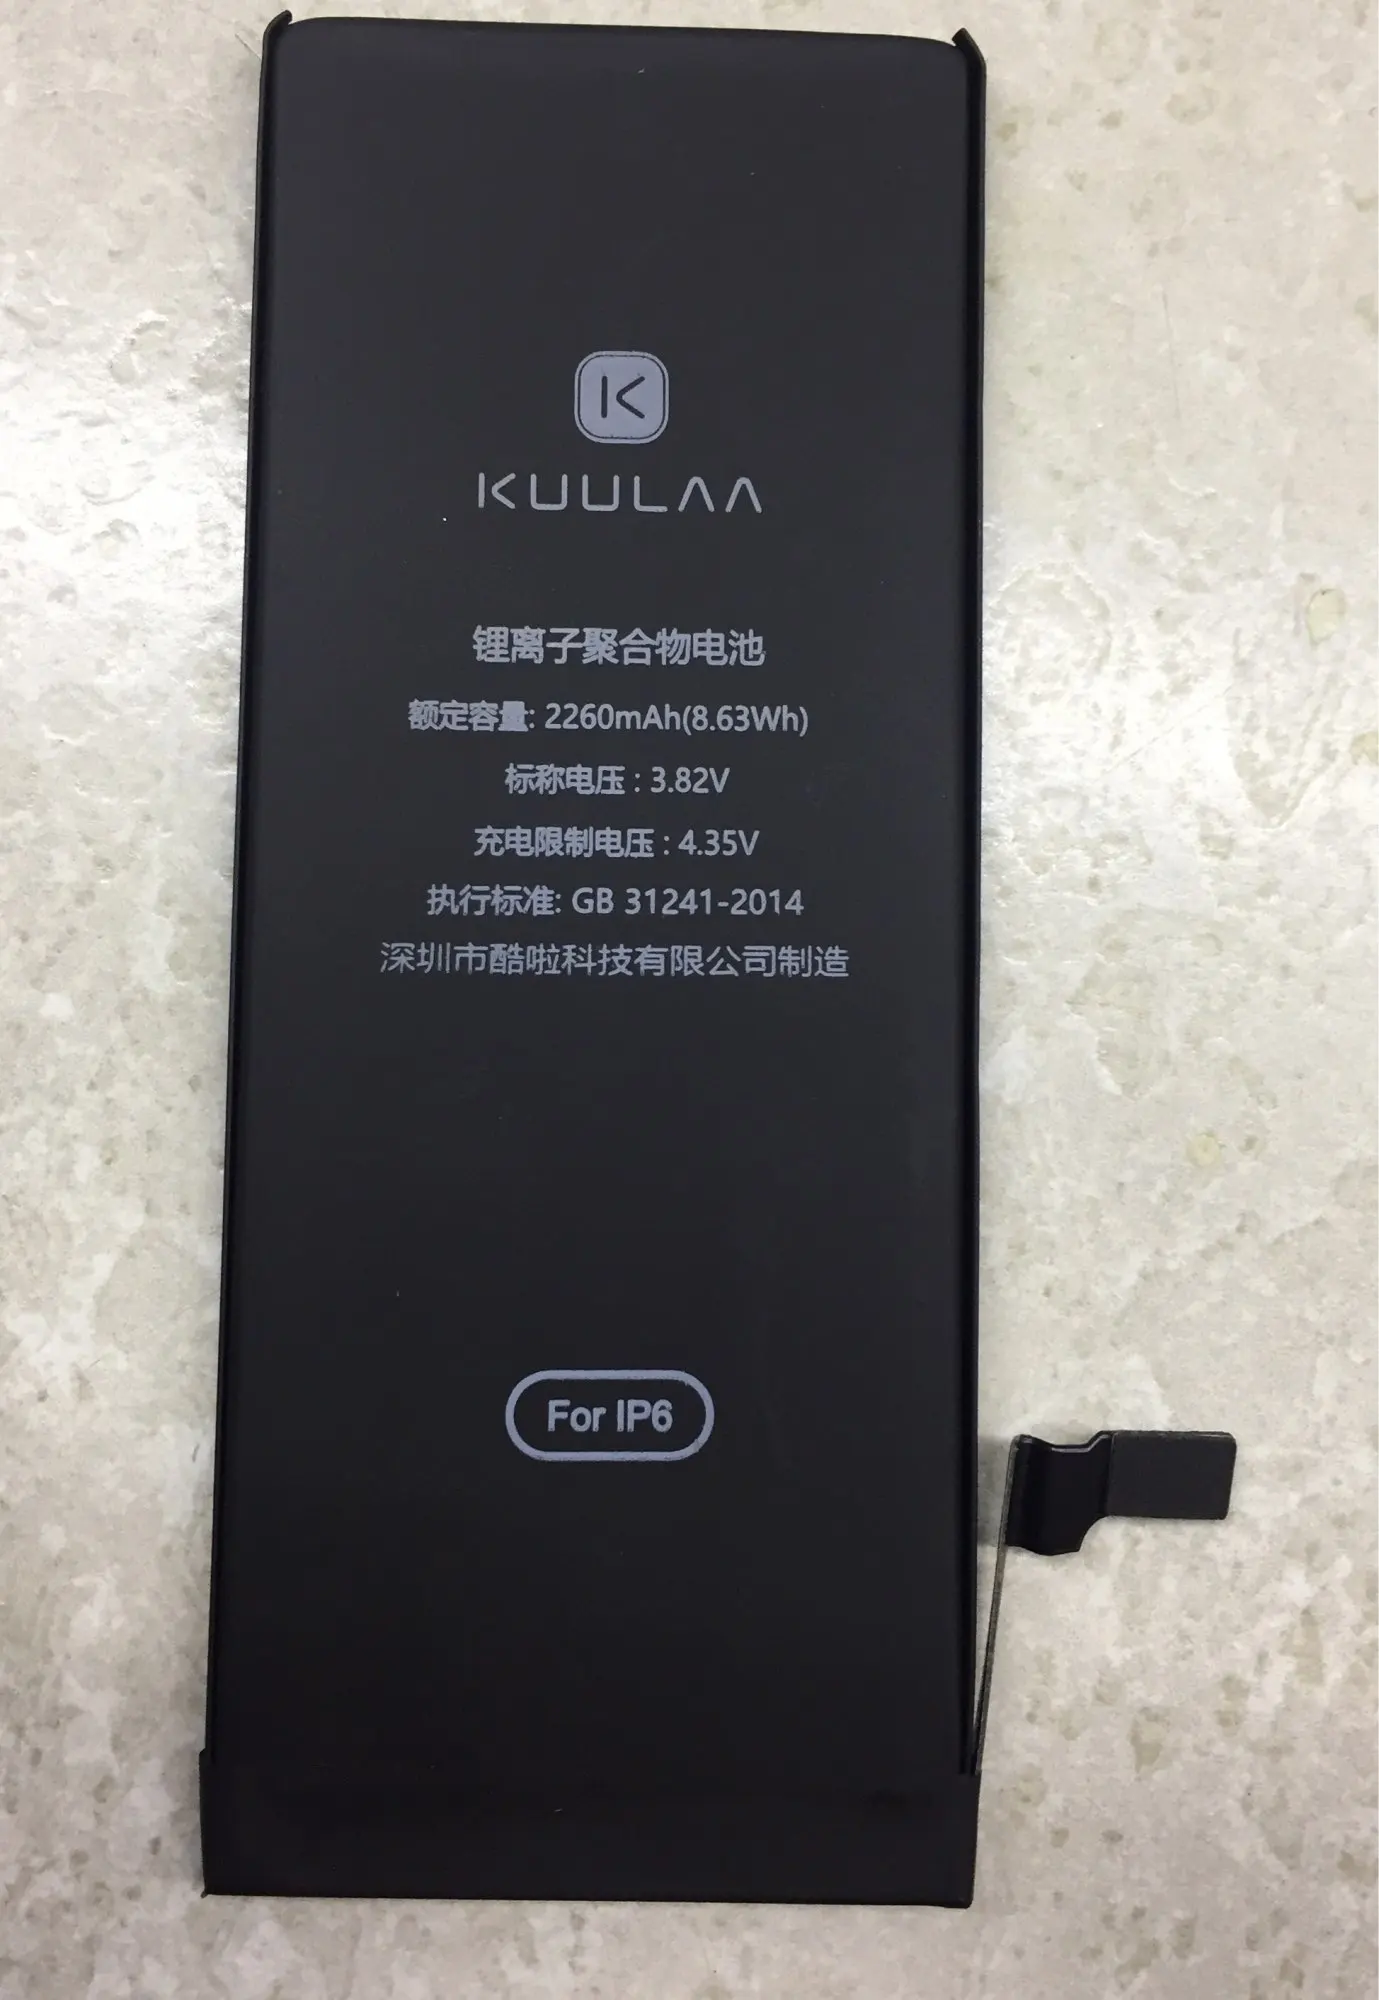 K
KUULAA
锂离子聚合物电池
额定容量: 2260mAh(8.63Wh)
标称电压 : 3.82V
充电限制电压 : 4.35V
执行标准: GB 31241-2014
深圳市酷啦科技有限公司制造
For IP6